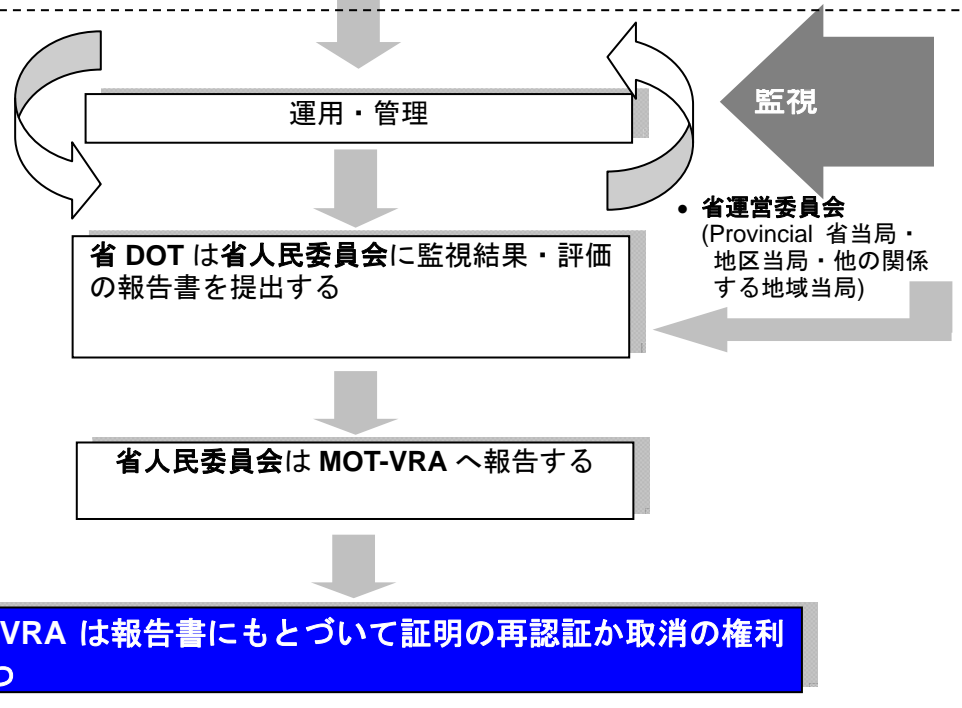 運用・管理
監視
• 省運営委員会
(Provincial 省当局・
地区当局・他の関係
する地域当局)
省 DOT は省人民委員会に監視結果・評価
の報告書を提出する
省人民委員会は MOT-VRA へ報告する
VRA は報告書にもとづいて証明の再認証か取消の権利
つ